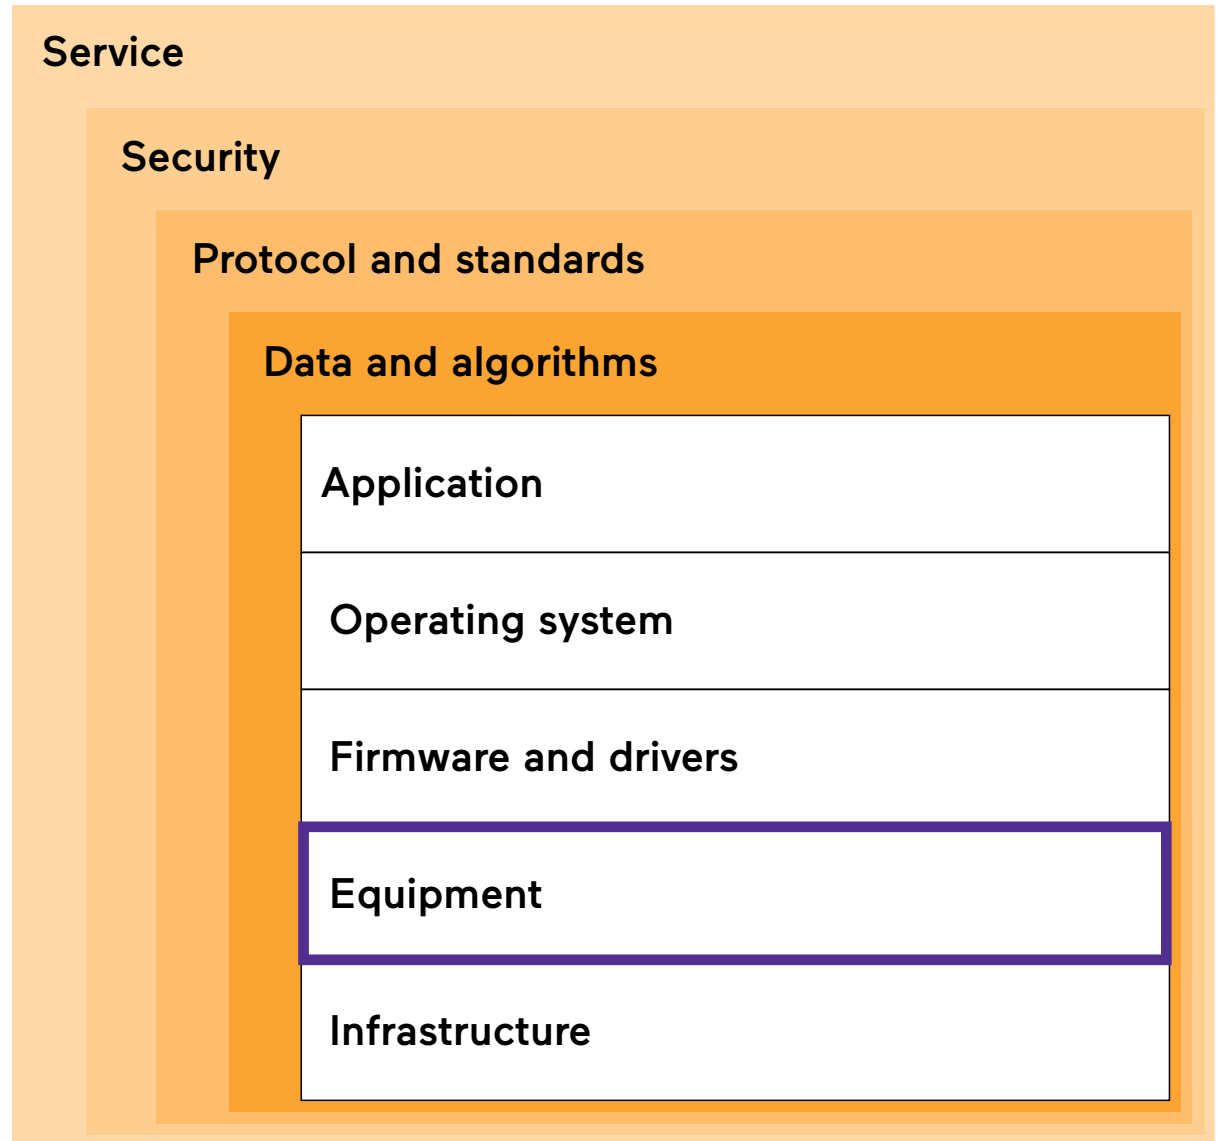 Service
Security
Protocol and standards
Data and algorithms
Application
Operating system
Firmware and drivers
Equipment
Infrastructure